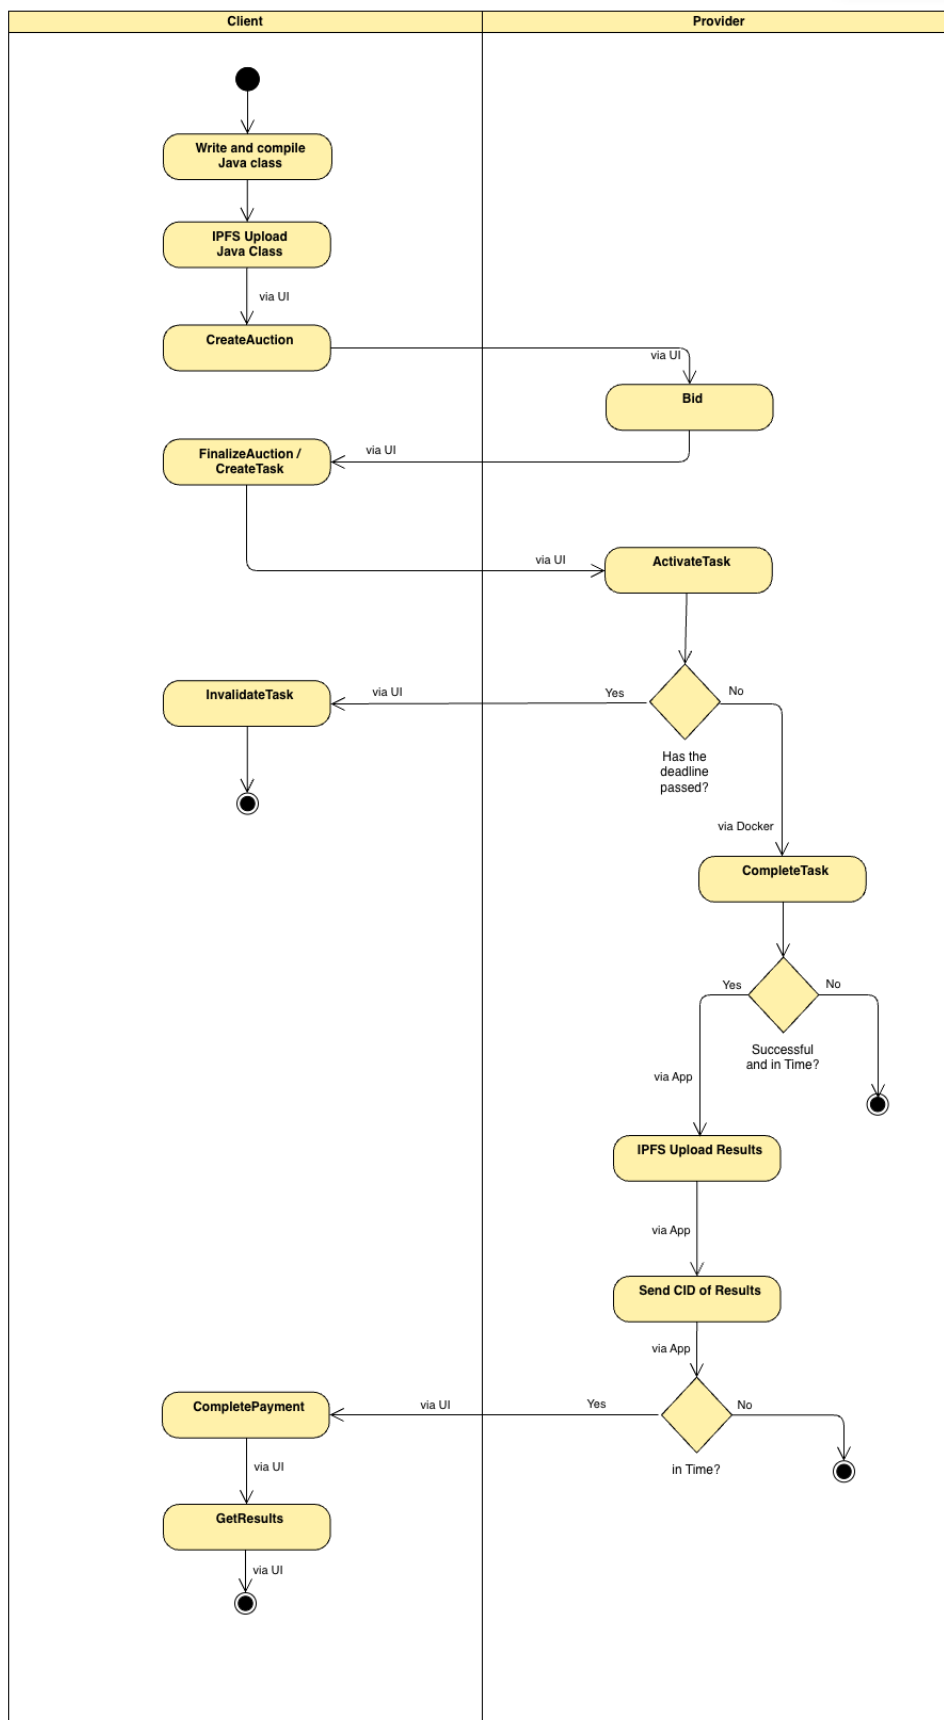 Client
Provider
Write and compile
Java class
IPFS Upload
Java Class
via UI
CreateAuction
via UI
Bid
FinalizeAuction /
CreateTask
via UI
via UI
ActivateTask
InvalidateTask
via UI
Yes
No
Has the
deadline
passed?
via Docker
CompleteTask
Yes
No
Successful
and in Time?
via App
IPFS Upload Results
via App
Send CID of Results
via App
CompletePayment
via UI
Yes
No
in Time?
via UI
GetResults
via UI